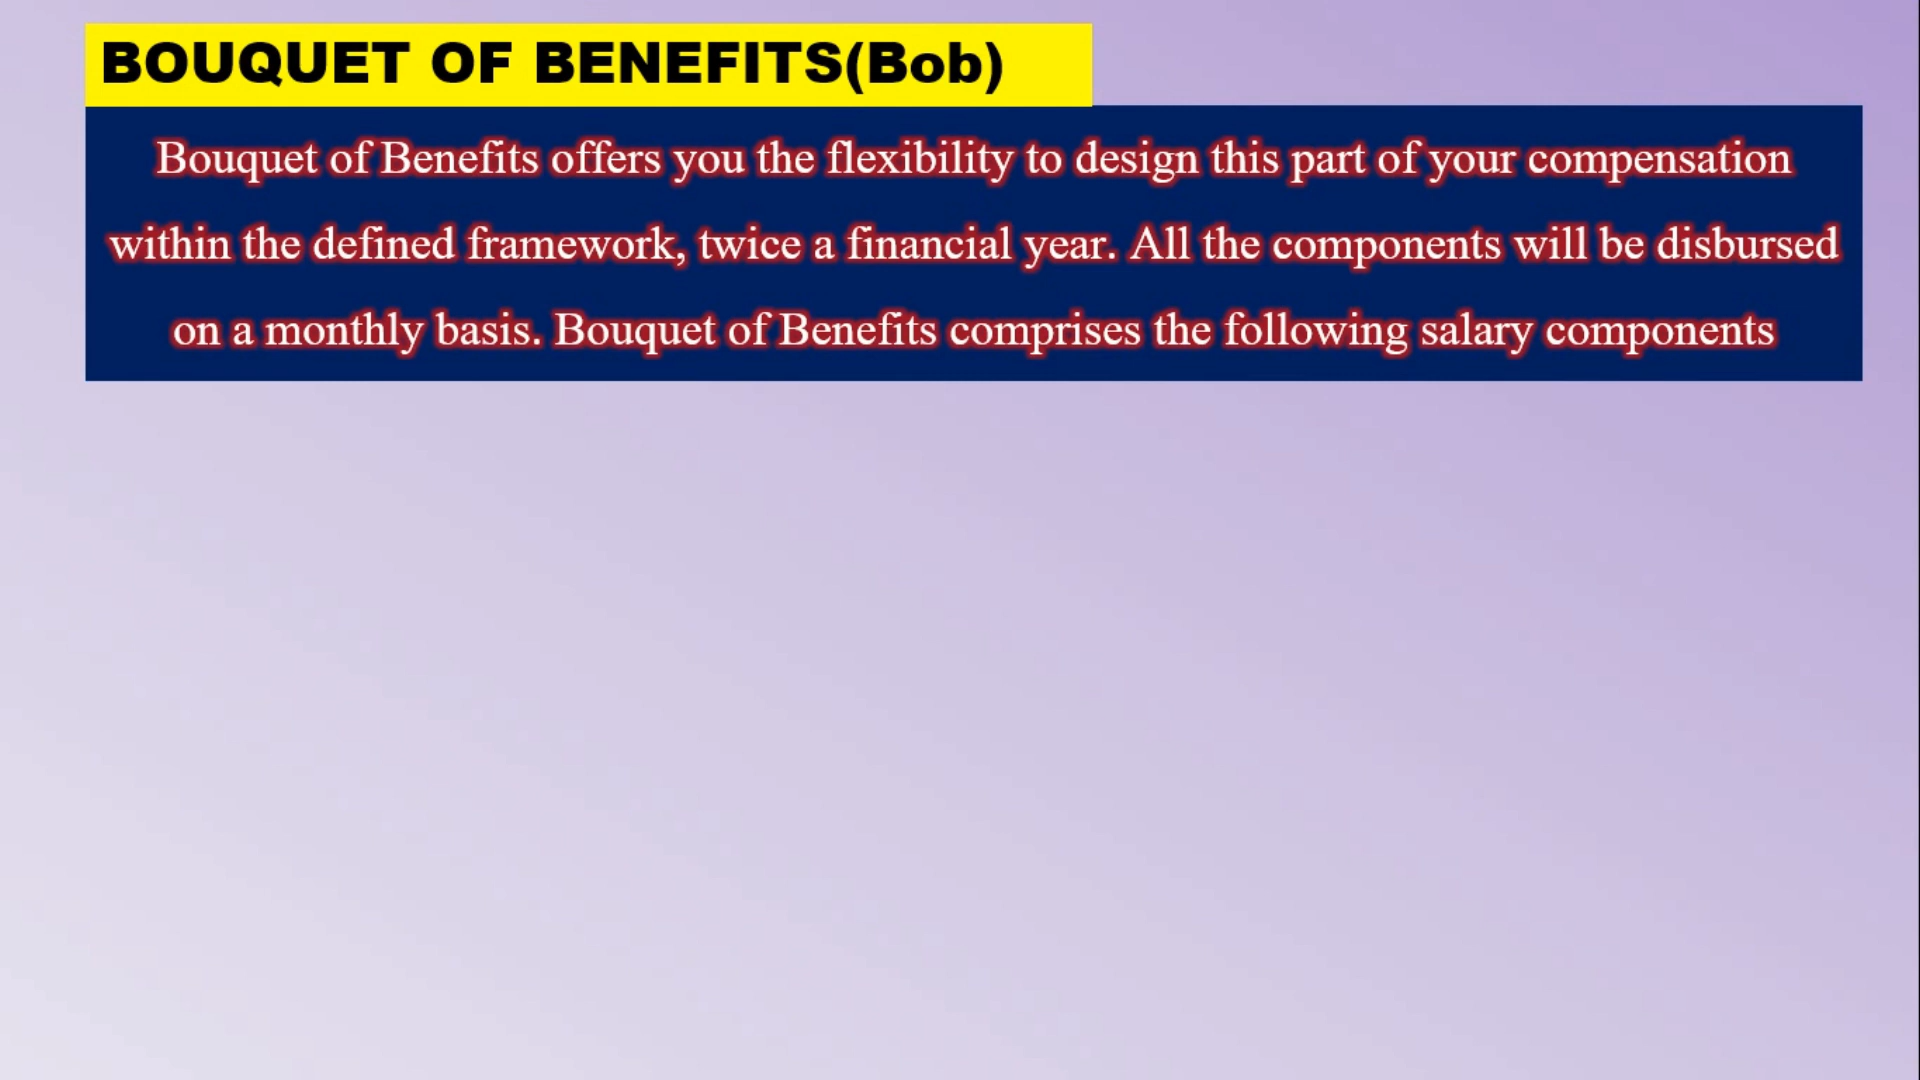 BOUQUET OF BENEFITS(Bob)
Bouquet of Benefits offers you the flexibility to design this part of your compensation
within the defined framework, twice a financial year. All the components will be disbursed
on a monthly basis. Bouquet of Benefits comprises the following salary components